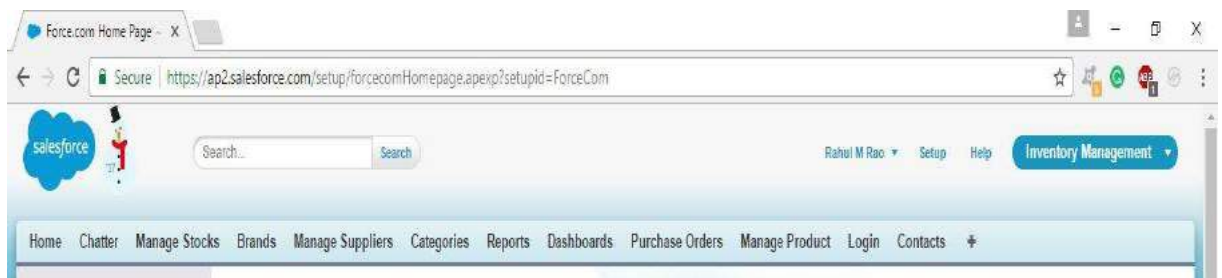 Force.com Home Page - X
Secure https://ap2.salesforce.com/setup/forcecomHomepage.apexp?setupid=ForceCom
salesforce
Search... Search Rahul M Rao Setup Help Inventory Management
Home Chatter Manage Stocks Brands Manage Suppliers Categories Reports Dashboards Purchase Orders Manage Product Login Contacts +